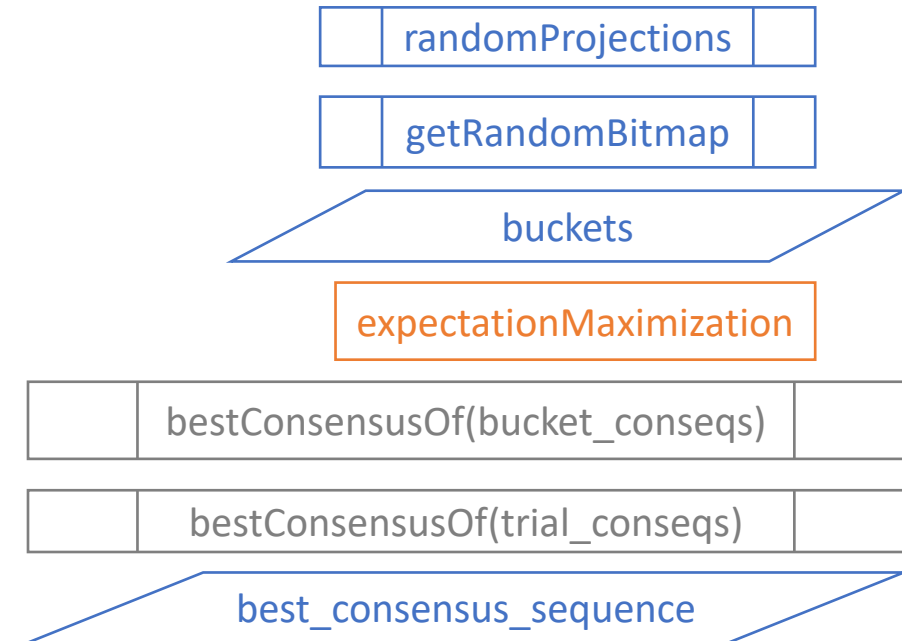 randomProjections
getRandomBitmap
buckets
expectationMaximization
bestConsensusOf(bucket_conseqs)
bestConsensusOf(trial_conseqs)
best_consensus_sequence